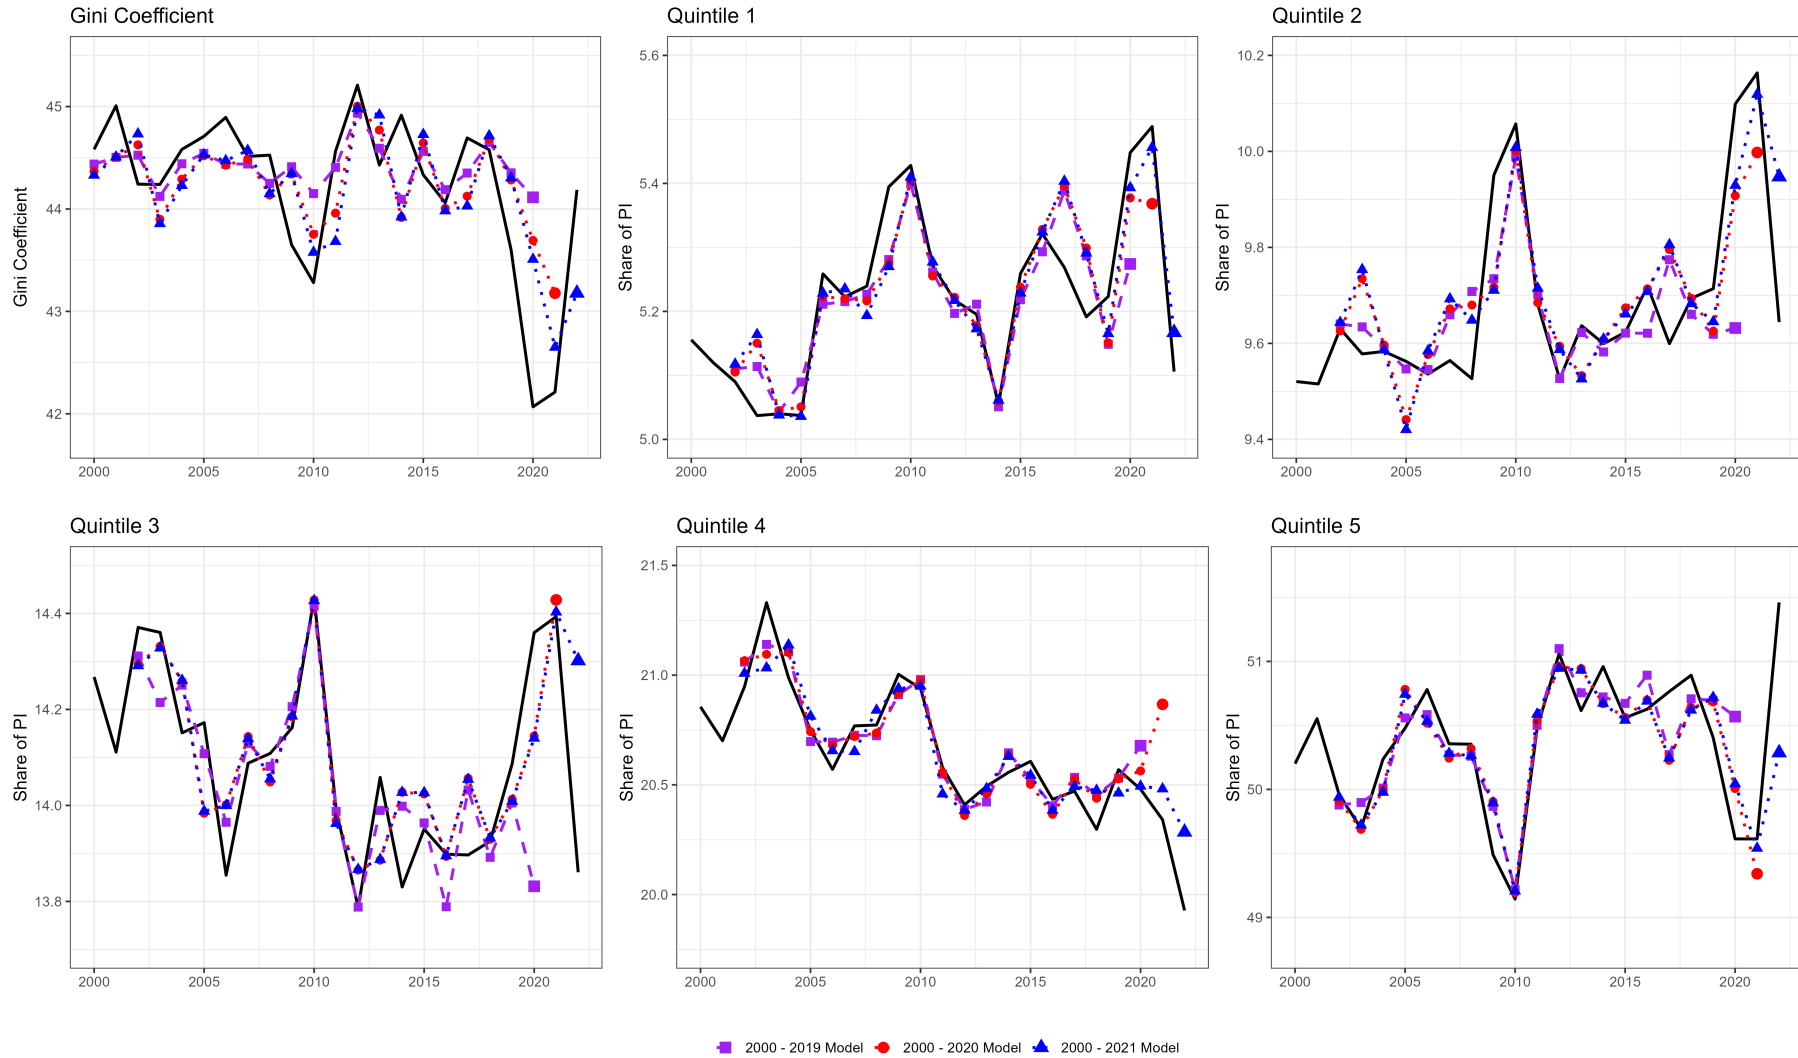 Gini Coefficient
Quintile 1
Quintile 2
45
44
43
42
Gini Coefficient
2000 2005 2010 2015 2020
5.6
5.4
5.2
5.0
Share of PI
2000 2005 2010 2015 2020
10.2
10.0
9.8
9.6
9.4
Share of PI
2000 2005 2010 2015 2020
Quintile 3
Quintile 4
Quintile 5
14.4
14.2
14.0
13.8
Share of PI
2000 2005 2010 2015 2020
21.5
21.0
20.5
20.0
Share of PI
2000 2005 2010 2015 2020
51
50
49
Share of PI
2000 2005 2010 2015 2020
2000 - 2019 Model 2000 - 2020 Model 2000 - 2021 Model